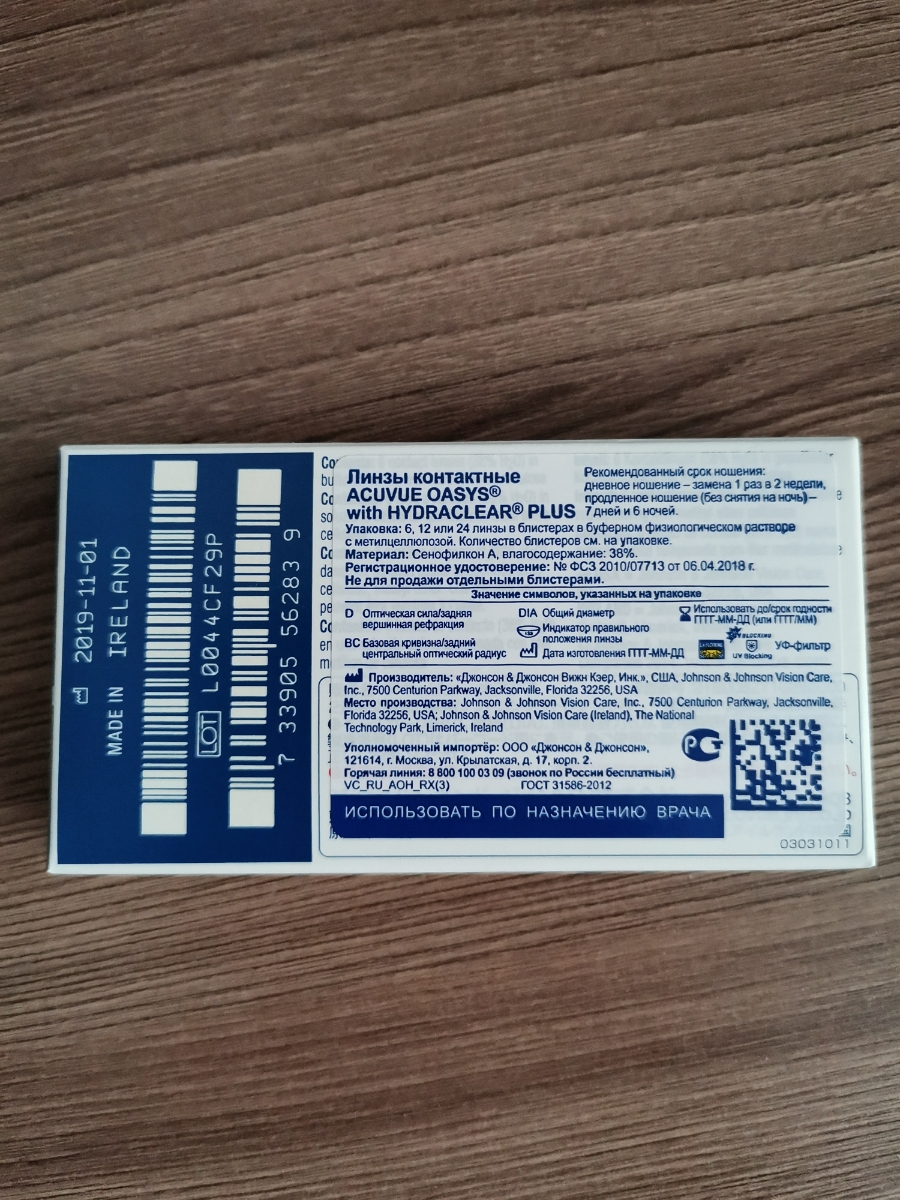 2019-11-01
MADE IN IRELAND
LOT L0044CF29P
7 33905 56283 9
Линзы контактные
ACUVUE OASYS®
with HYDRACLEAR® PLUS
Рекомендованный срок ношения:
дневное ношение – замена 1 раз в 2 недели,
продленное ношение (без снятия на ночь)–
7 дней и 6 ночей.
Упаковка: 6, 12 или 24 линзы в блистерах в буферном физиологическом растворе
с метилцеллюлозой. Количество блистеров см. на упаковке.
Материал: Сенофилкон А, влагосодержание: 38%.
Регистрационное удостоверение: № ФСЗ 2010/07713 от 06.04.2018 г.
Не для продажи отдельными блистерами.
Значение символов, указанных на упаковке
D Оптическая сила/задняя
вершинная рефракция
BC Базовая кривизна/задний
центральный оптический радиус
DIA Общий диаметр
Индикатор правильного
положения линзы
Дата изготовления ГГГГ-ММ-ДД
Использовать до/срок годности
ГГГГ-ММ-ДД (или ГГГГ/ММ)
UV BLOCKING
UV Blocking
УФ-фильтр
Производитель: «Джонсон & Джонсон Вижн Кэер, Инк.», США, Johnson & Johnson Vision Care,
Inc., 7500 Centurion Parkway, Jacksonville, Florida 32256, USA
Место производства: Johnson & Johnson Vision Care, Inc., 7500 Centurion Parkway, Jacksonville,
Florida 32256, USA; Johnson & Johnson Vision Care (Ireland), The National
Technology Park, Limerick, Ireland
Уполномоченный импортёр: ООО «Джонсон & Джонсон»,
121614, г. Москва, ул. Крылатская, д. 17, корп. 2.
Горячая линия: 8 800 100 03 09 (звонок по России бесплатный)
VC_RU_AOH_RX(3) ГОСТ 31586-2012
ИСПОЛЬЗОВАТЬ ПО НАЗНАЧЕНИЮ ВРАЧА
03031011